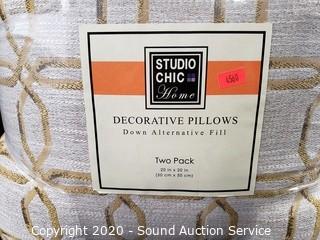 STUDIO
CHIC
Home
4560
DECORATIVE PILLOWS
Down Alternative Fill
Two Pack
20 in x 20 in
(50 cm x 50 cm)
Copyright 2020 - Sound Auction Service